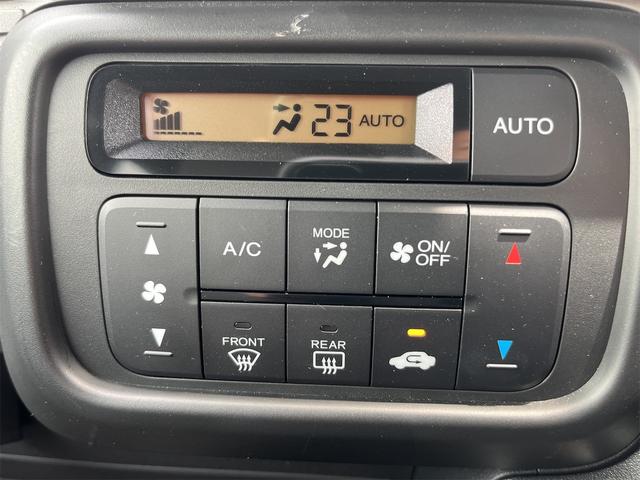 23 AUTO
AUTO
A/C
MODE
ON/
OFF
FRONT
REAR